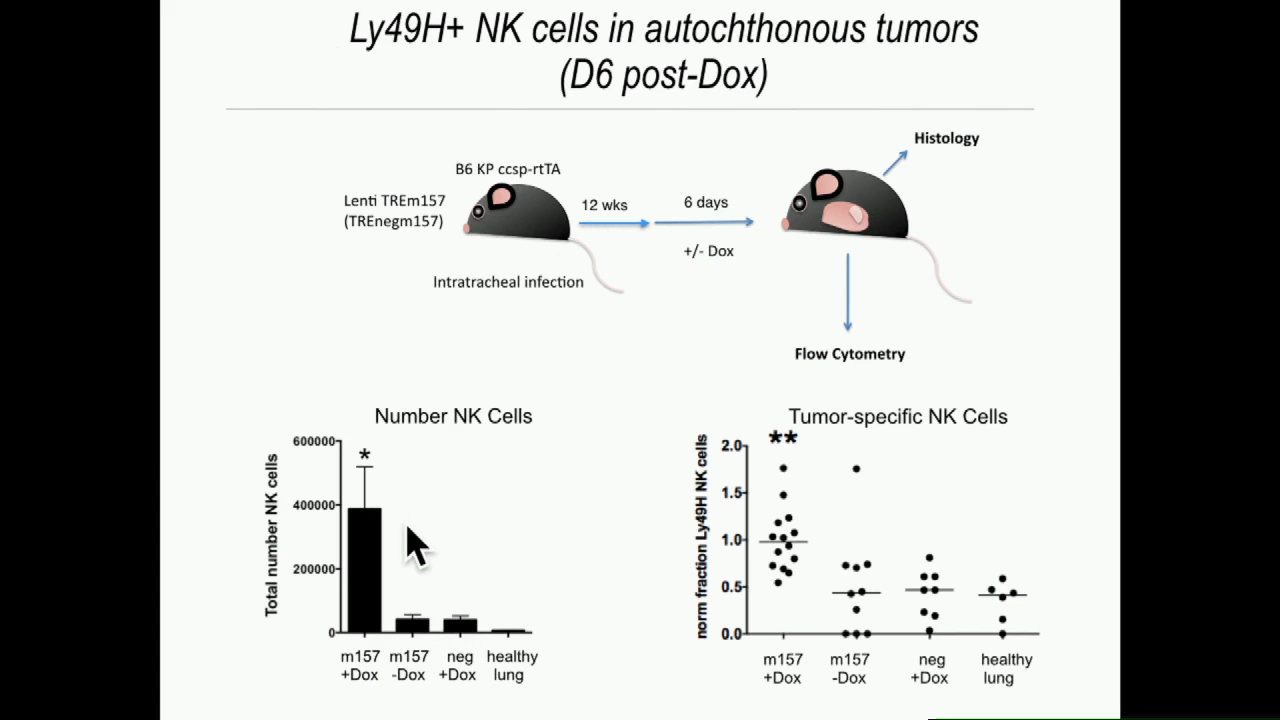 Ly49H+ NK cells in autochthonous tumors
(D6 post-Dox)
Histology
B6 KP ccsp-rtTA
Lenti TREm157
(TREnegm157)
12 wks
6 days
+/- Dox
Intratracheal infection
Flow Cytometry
Number NK Cells
Total number NK cells
600000
400000
200000
0
*
m157
+Dox
m157
-Dox
neg
+Dox
healthy
lung
Tumor-specific NK Cells
norm fraction Ly49H NK cells
2.0
1.5
1.0
0.5
0.0
**
m157
+Dox
m157
-Dox
neg
+Dox
healthy
lung